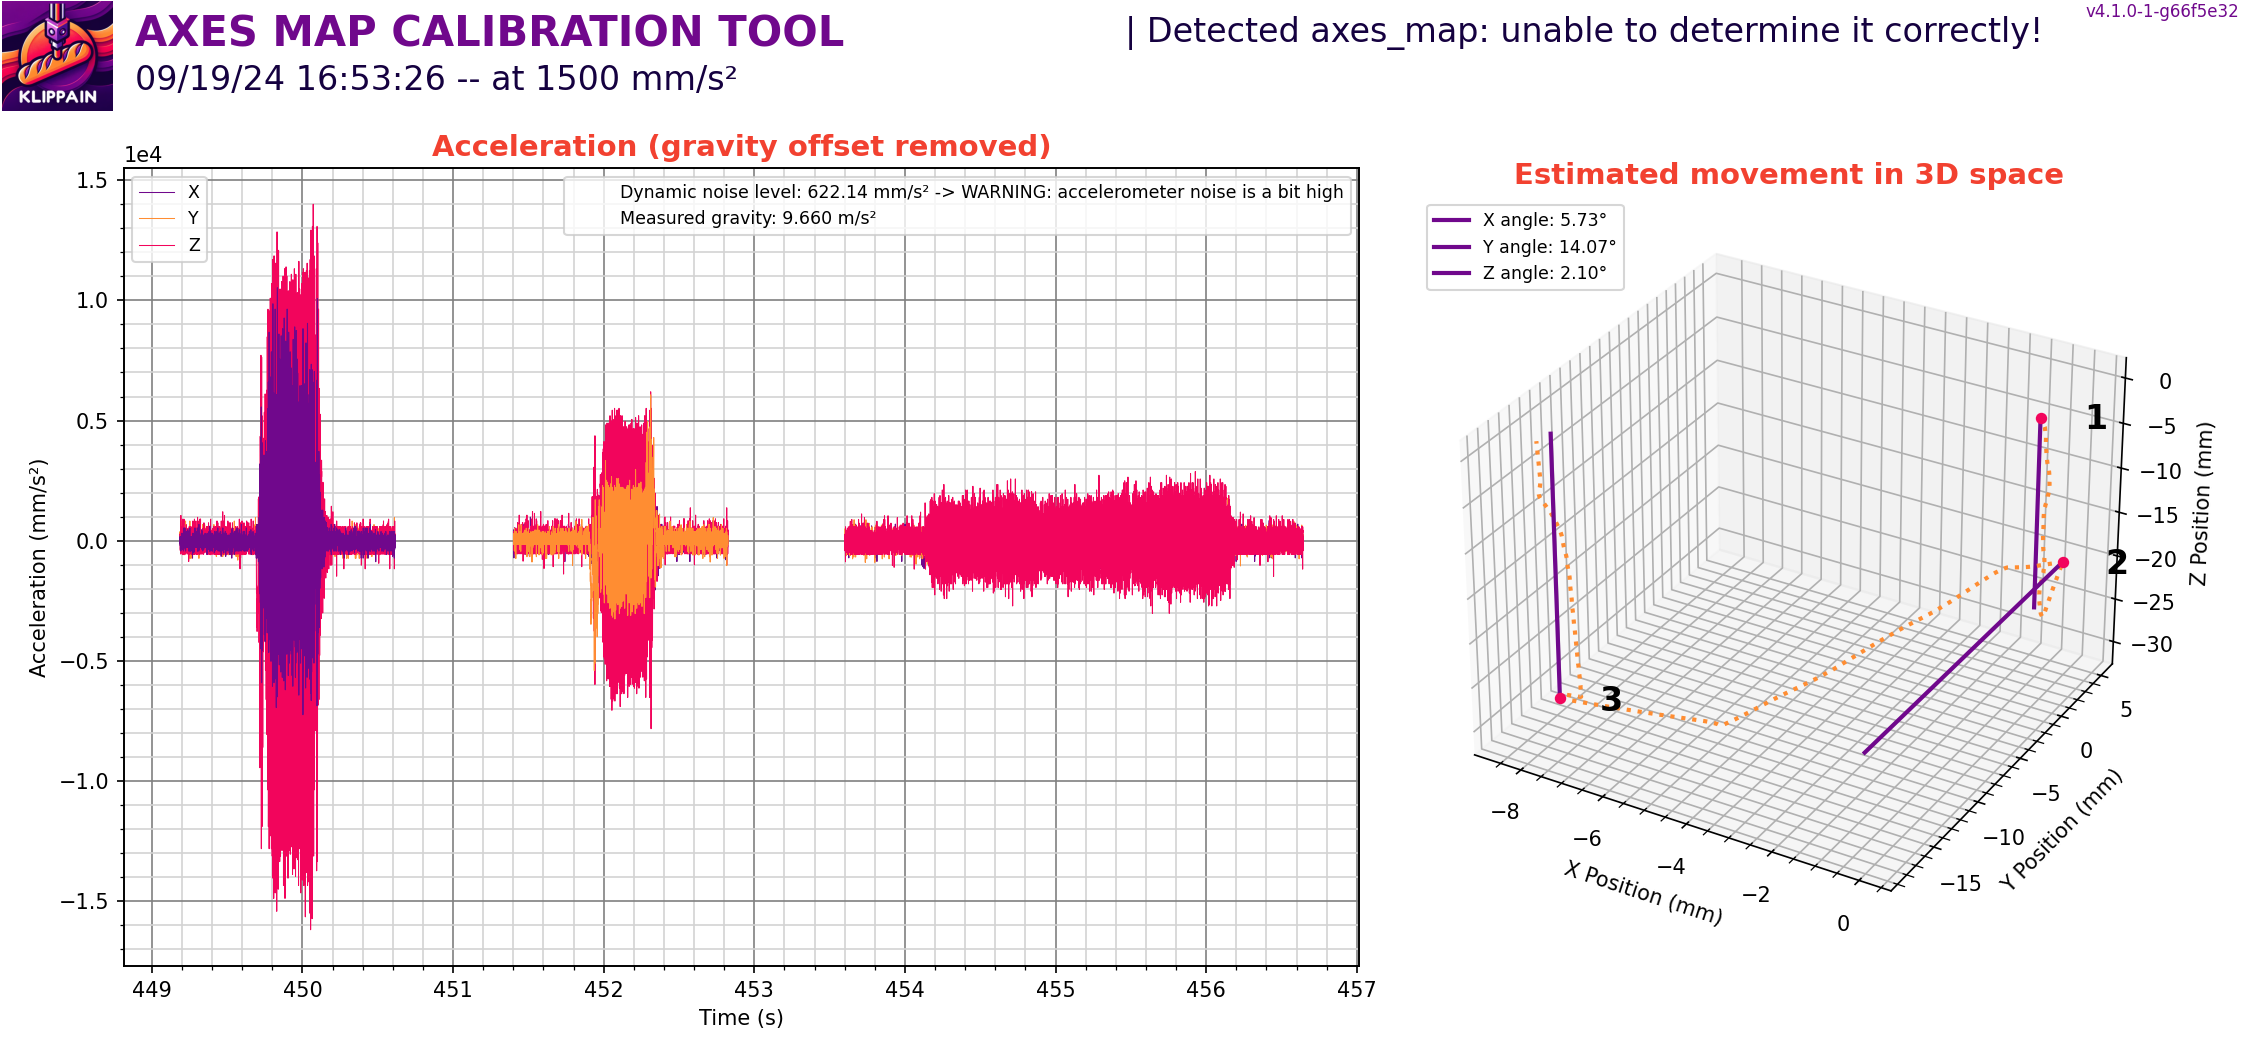 AXES MAP CALIBRATION TOOL
| Detected axes_map: unable to determine it correctly!
v4.1.0-1-g66f5e32
09/19/24 16:53:26 -- at 1500 mm/s²
KLIPPAIN
Acceleration (gravity offset removed)
1e4
X
Y
Z
Dynamic noise level: 622.14 mm/s² -> WARNING: accelerometer noise is a bit high
Measured gravity: 9.660 m/s²
1.5
1.0
0.5
0.0
−0.5
−1.0
−1.5
Acceleration (mm/s²)
449 450 451 452 453 454 455 456 457
Time (s)
Estimated movement in 3D space
X angle: 5.73°
Y angle: 14.07°
Z angle: 2.10°
1
2
3
0
−5
−10
−15
−20
−25
−30
Z Position (mm)
5
0
−5
−10
−15
Y Position (mm)
−8
−6
−4
−2
0
X Position (mm)